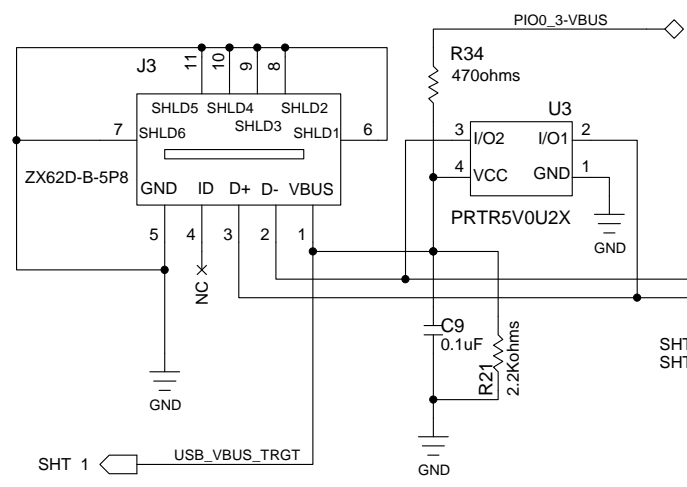 PIO0_3-VBUS
R34
470ohms
J3
11
10
9
8
SHLD5
SHLD4
SHLD3
SHLD2
7
SHLD6
SHLD1
6
U3
3
I/O2
I/O1
2
4
VCC
GND
1
PRTR5V0U2X
GND
ZX62D-B-5P8
GND
ID
D+
D-
VBUS
5
4
3
2
1
NC
C9
0.1uF
R21
2.2Kohms
SHT
SHT
GND
GND
SHT 1
USB_VBUS_TRGT